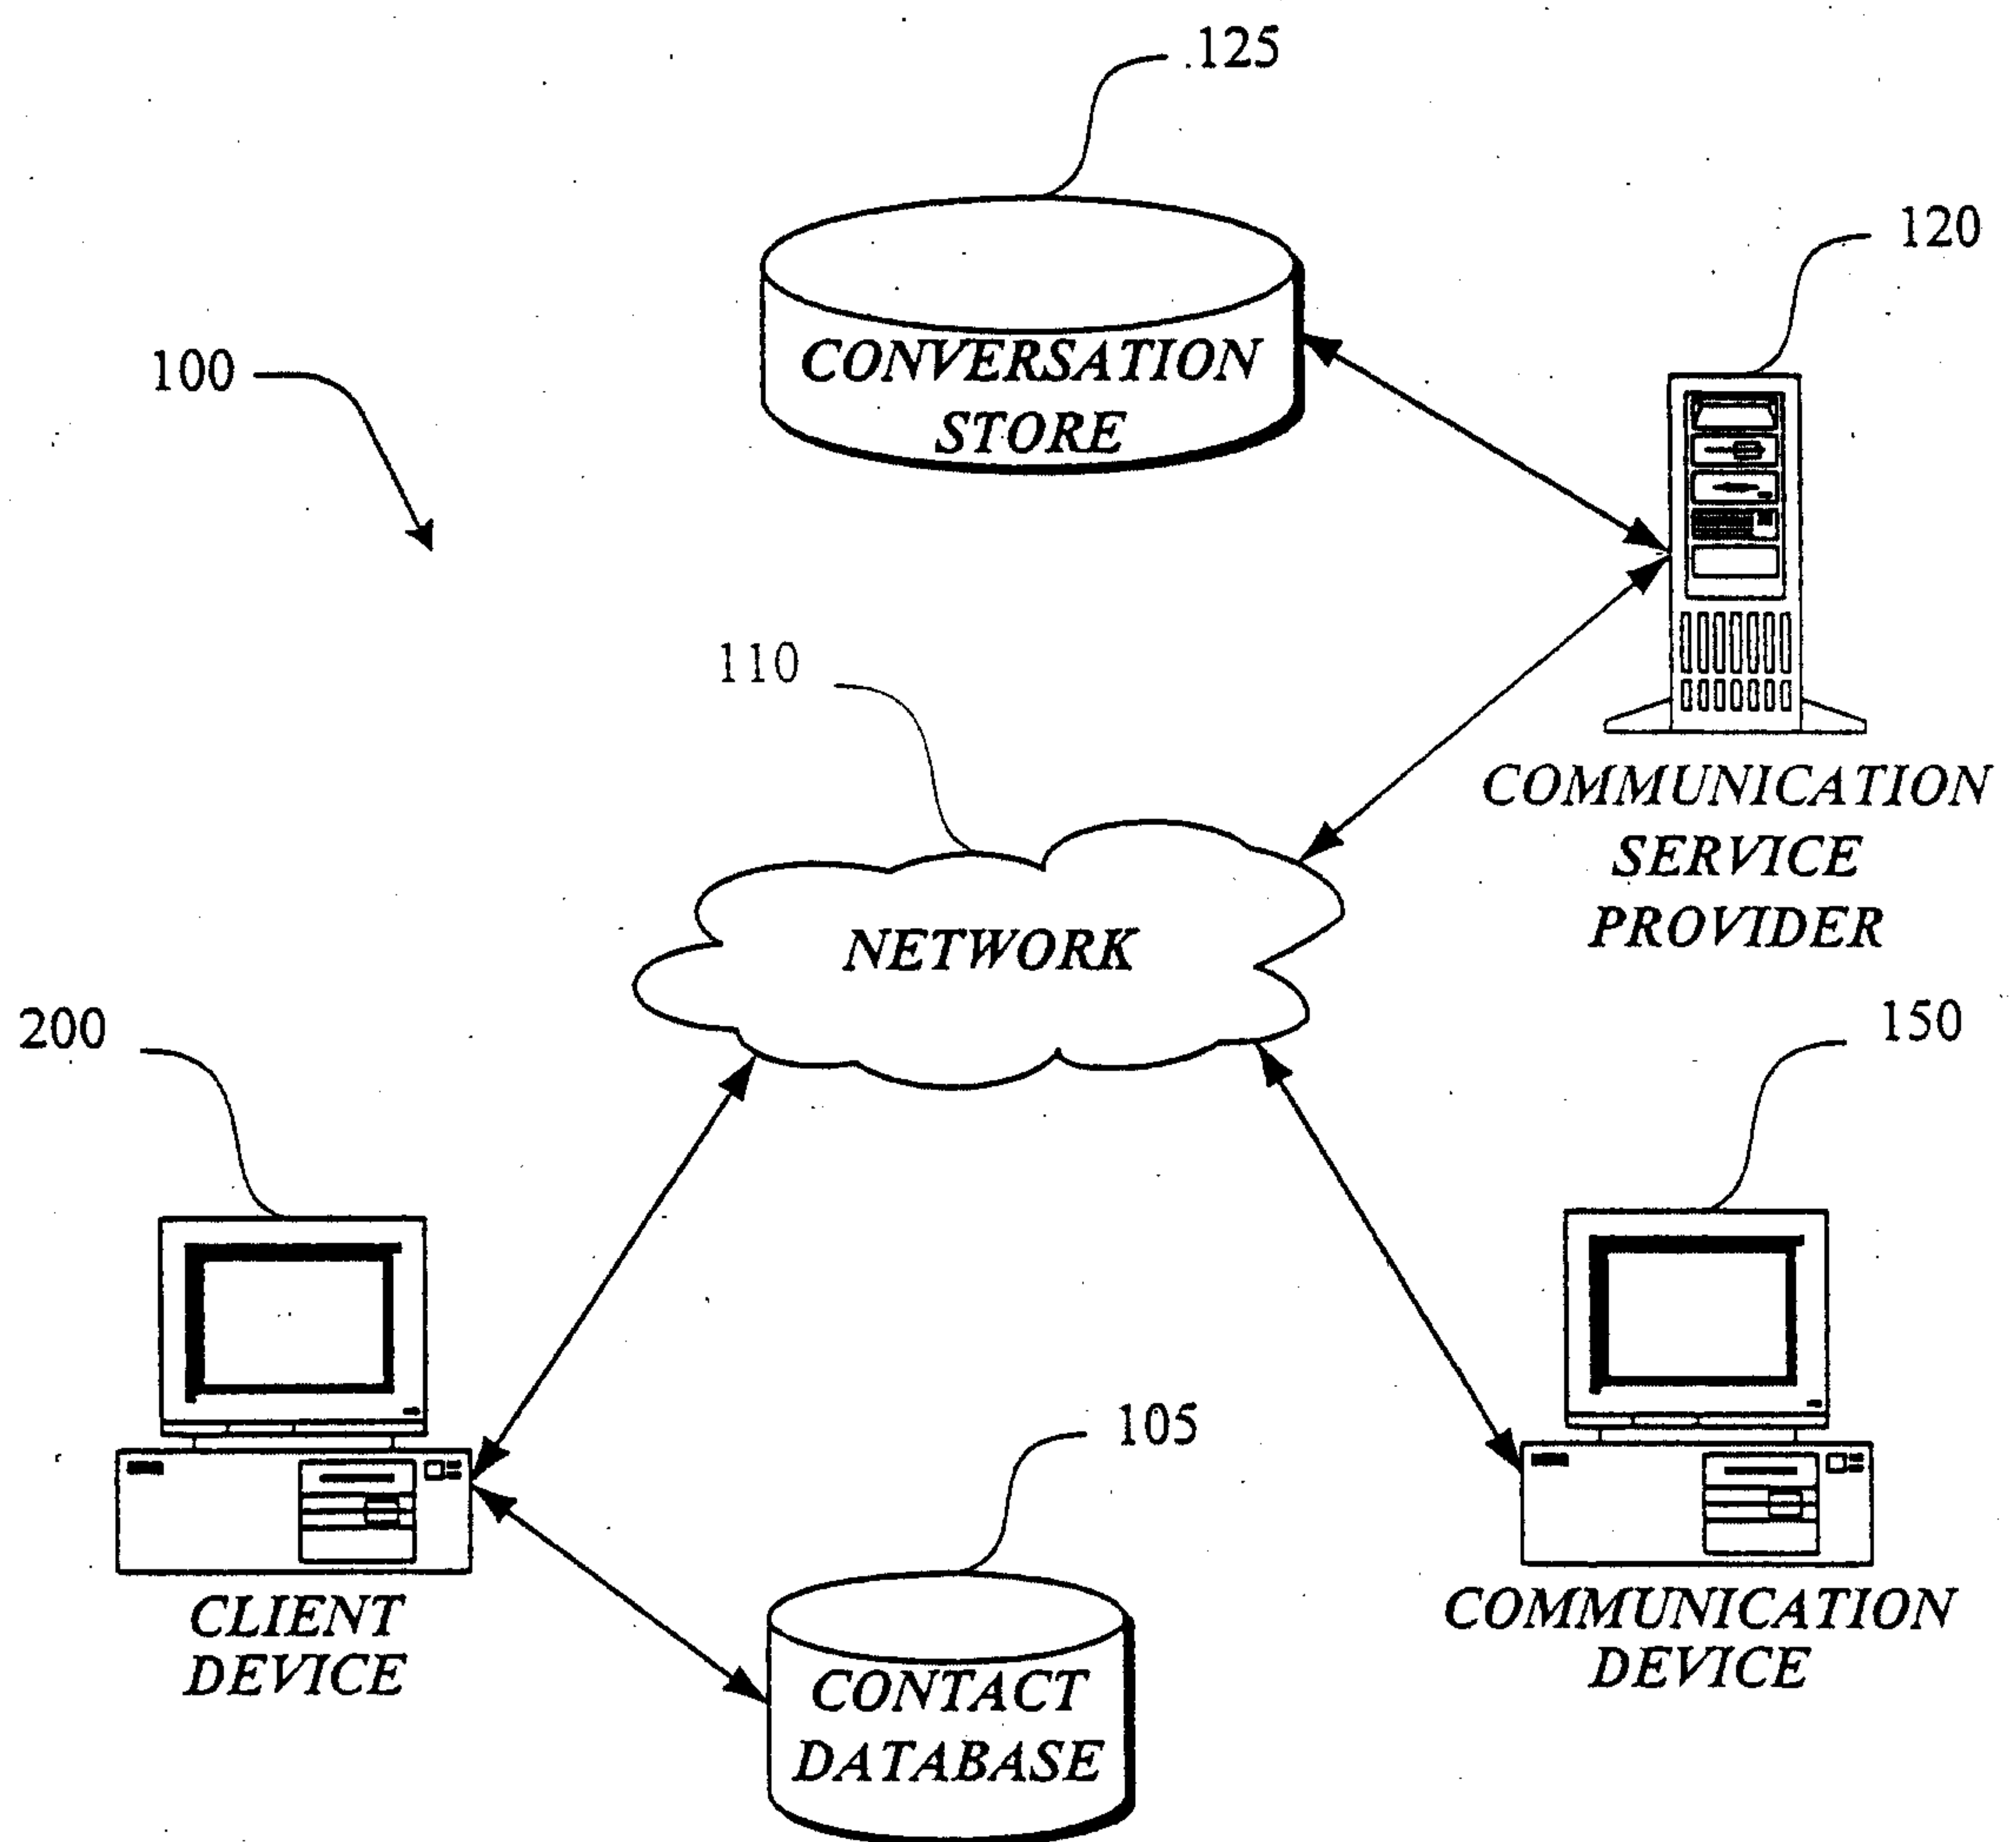 125
120
CONVERSATION
STORE
100
110
COMMUNICATION
SERVICE
PROVIDER
NETWORK
200
150
105
CLIENT
DEVICE
COMMUNICATION
DEVICE
CONTACT
DATABASE